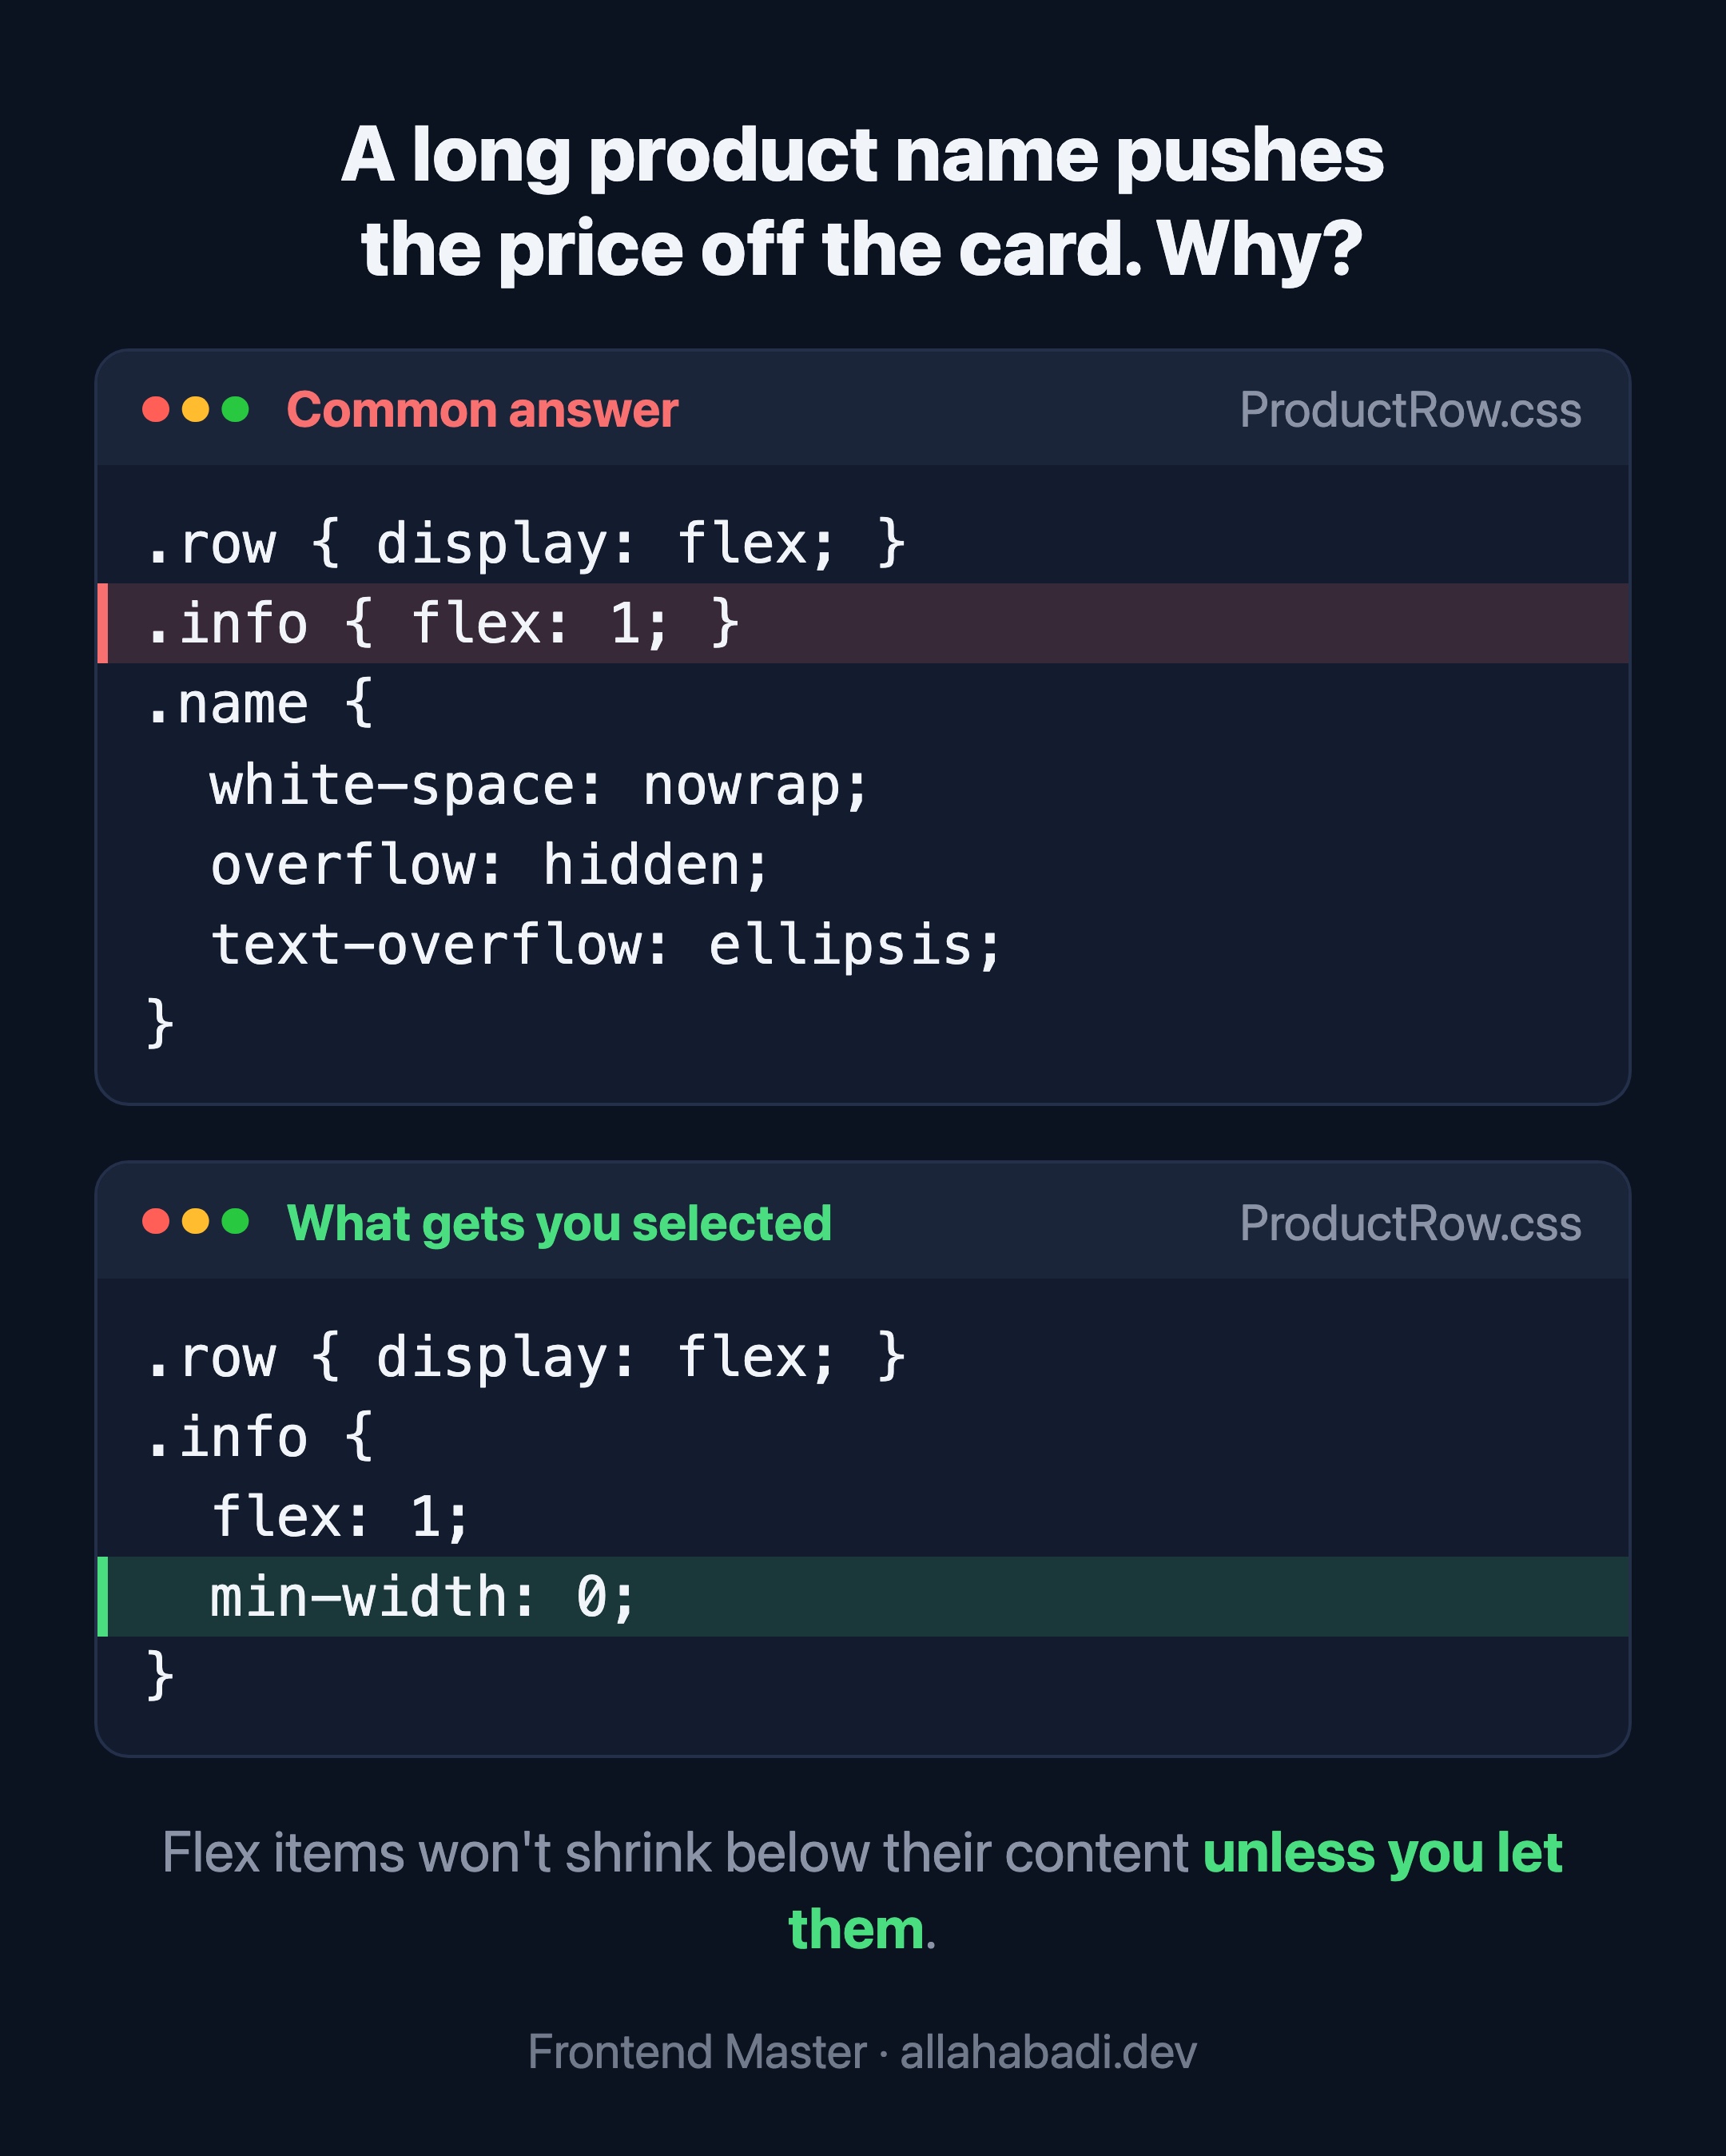 A long product name pushes
the price off the card. Why?
Common answer
ProductRow.css
.row { display: flex; }
.info { flex: 1; }
.name {
  white-space: nowrap;
  overflow: hidden;
  text-overflow: ellipsis;
}
What gets you selected
ProductRow.css
.row { display: flex; }
.info {
  flex: 1;
  min-width: 0;
}
Flex items won't shrink below their content unless you let
them.
Frontend Master · allahabadi.dev